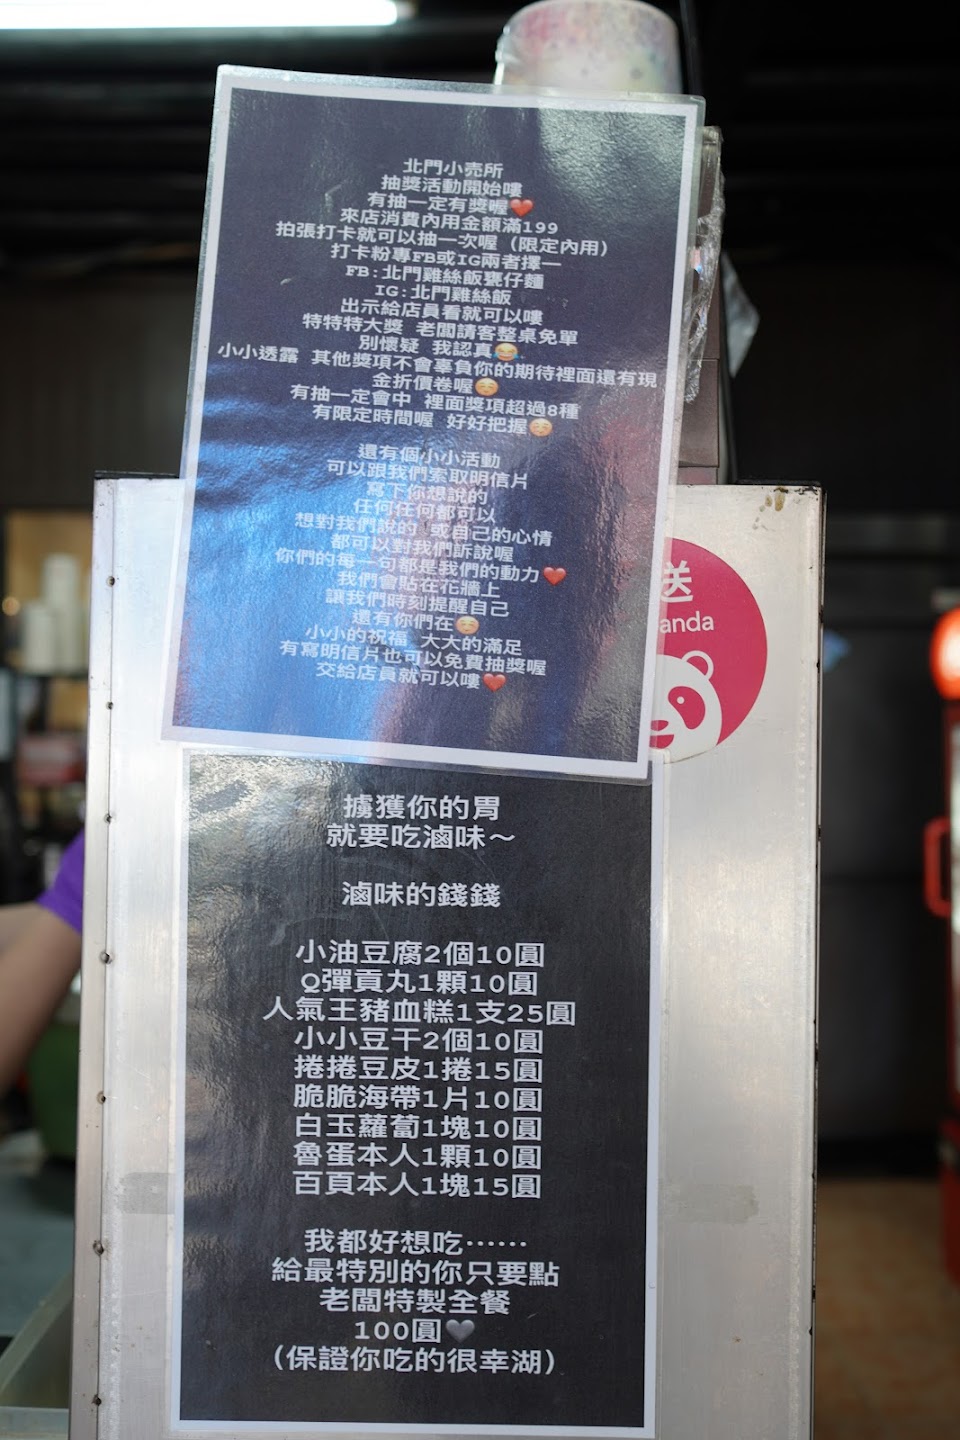 北門小売所
抽獎活動開始嘍
有抽一定有獎喔❤️
來店消費內用金額滿199
拍張打卡就可以抽一次喔（限定內用）
打卡粉專FB或IG兩者擇一
FB:北門雞絲飯甕仔麵
IG:北門雞絲飯
出示給店員看就可以嘍
特特特大獎 老闆請客整桌免單
別懷疑 我認真😂
小小透露 其他獎項不會辜負你的期待裡面還有現
金折價卷喔☺️
有抽一定會中 裡面獎項超過8種
有限定時間喔 好好把握☺️
還有個小小活動
可以跟我們索取明信片
寫下你想說的
任何任何都可以
想對我們說的 或自己的心情
都可以對我們訴說喔
你們的每一句都是我們的動力❤️
我們會貼在花牆上
讓我們時刻提醒自己
還有你們在☺️
小小的祝福 大大的滿足
有寫明信片也可以免費抽獎喔
交給店員就可以嘍❤️
送
anda
擄獲你的胃
就要吃滷味～
滷味的錢錢
小油豆腐2個10圓
Q彈貢丸1顆10圓
人氣王豬血糕1支25圓
小小豆干2個10圓
捲捲豆皮1捲15圓
脆脆海帶1片10圓
白玉蘿蔔1塊10圓
魯蛋本人1顆10圓
百頁本人1塊15圓
我都好想吃⋯⋯
給最特別的你只要點
老闆特製全餐
100圓🖤
(保證你吃的很幸湖)